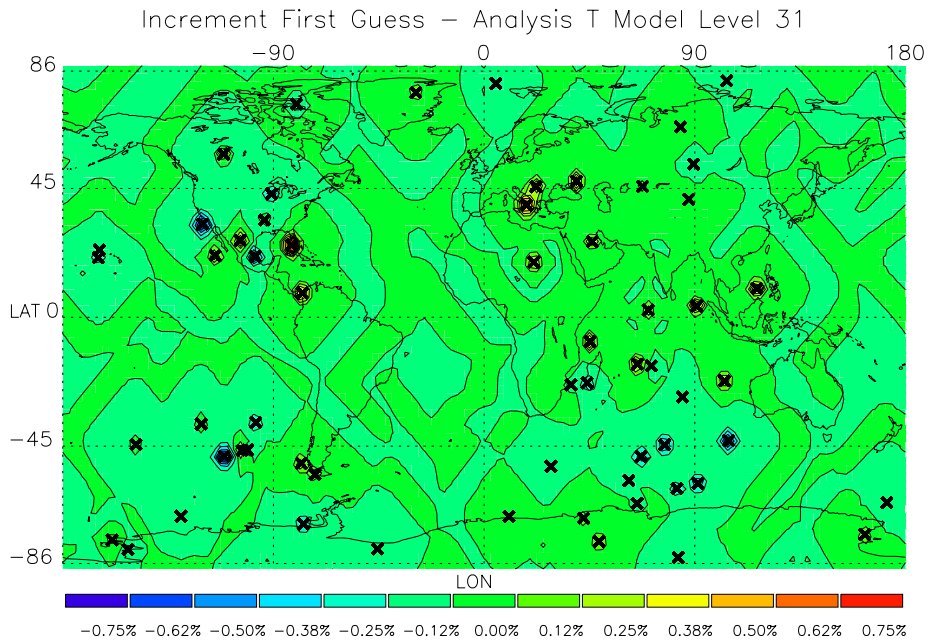 Increment First Guess – Analysis T Model Level 31
−90 0 90 180
86
45
LAT 0
−45
−86
LON
−0.75% −0.62% −0.50% −0.38% −0.25% −0.12% 0.00% 0.12% 0.25% 0.38% 0.50% 0.62% 0.75%